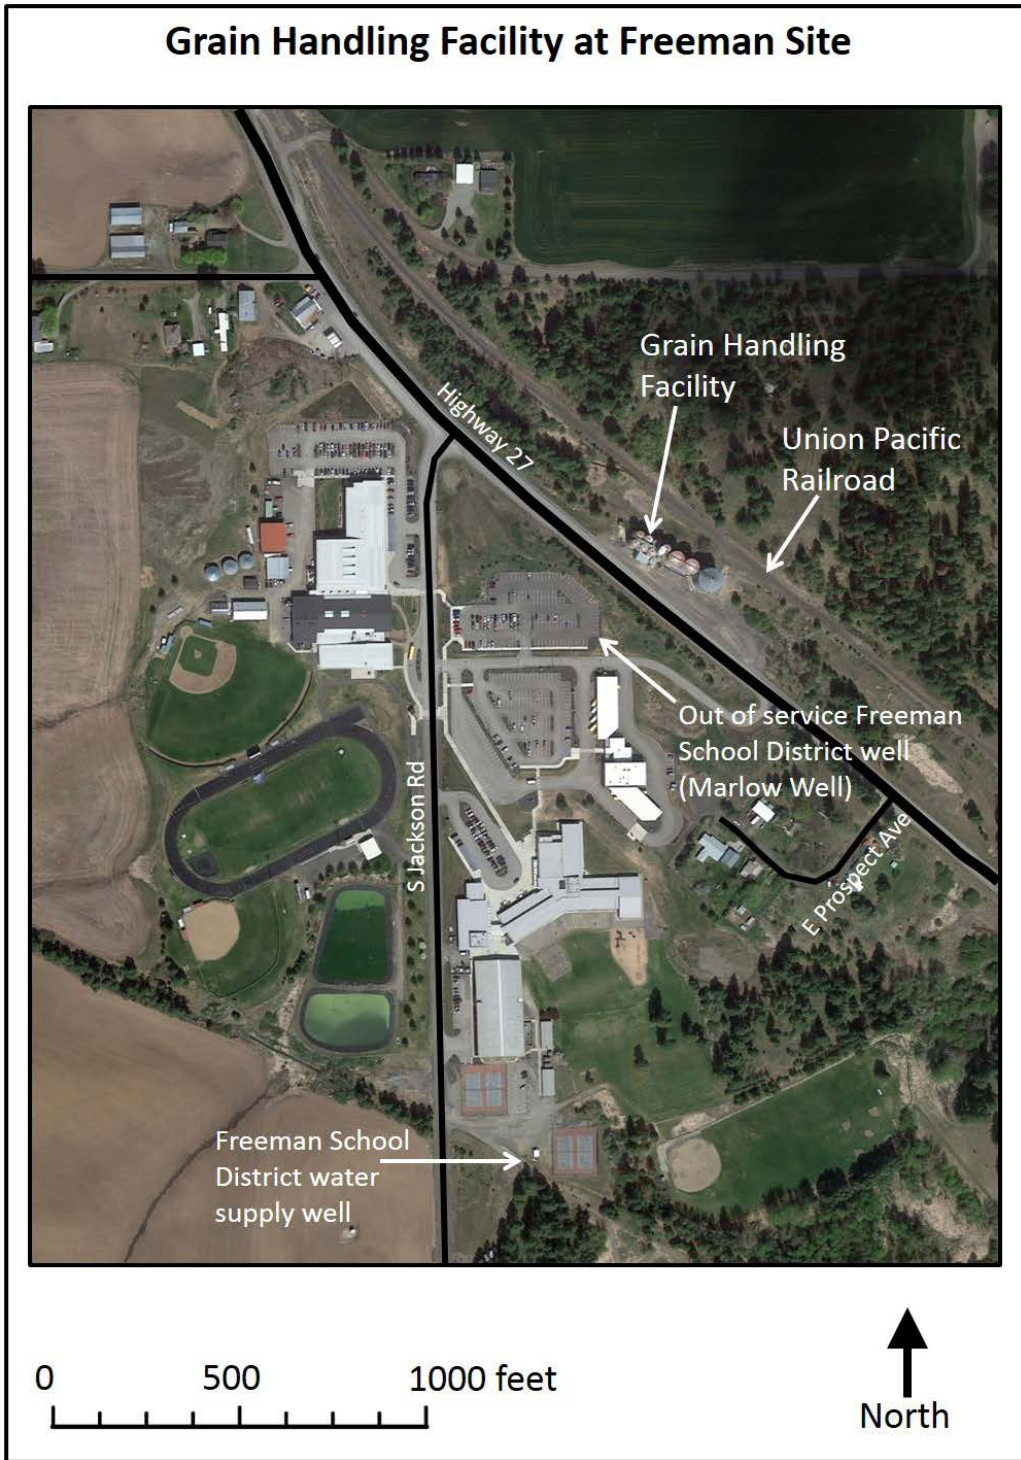 Grain Handling Facility at Freeman Site
Grain Handling
Facility
Highway 27
Union Pacific
Railroad
Out of service Freeman
School District well
(Marlow Well)
S Jackson Rd
E Prospect Ave
Freeman School
District water
supply well
0 500 1000 feet
North